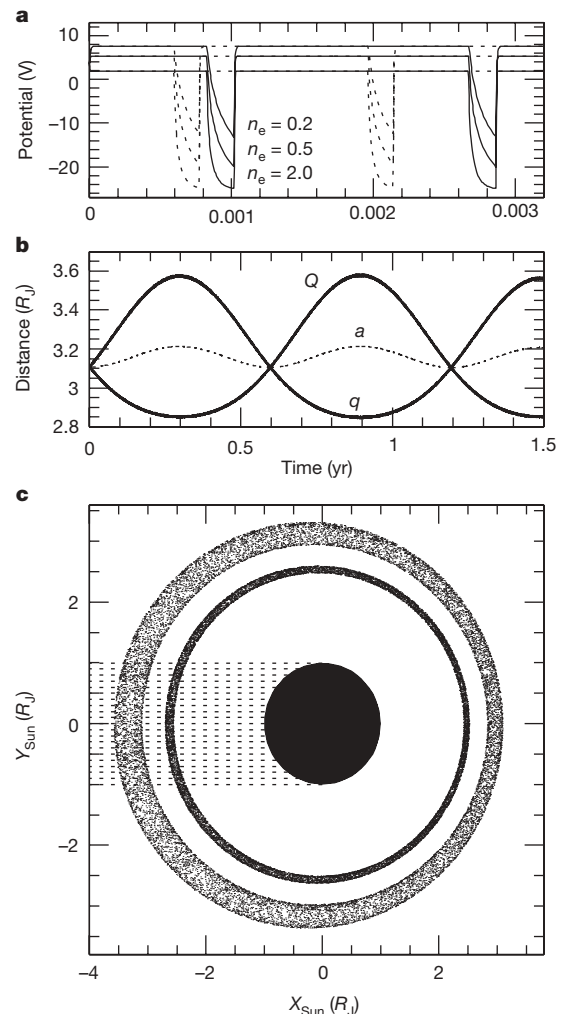 a
10
0
−10
−20
Potential (V)
n_e = 0.2
n_e = 0.5
n_e = 2.0
0
0.001
0.002
0.003
b
3.6
3.4
3.2
3
2.8
Distance (R_J)
Q
a
q
0
0.5
1
1.5
Time (yr)
c
2
0
−2
Y_Sun (R_J)
−4
−2
0
2
X_Sun (R_J)